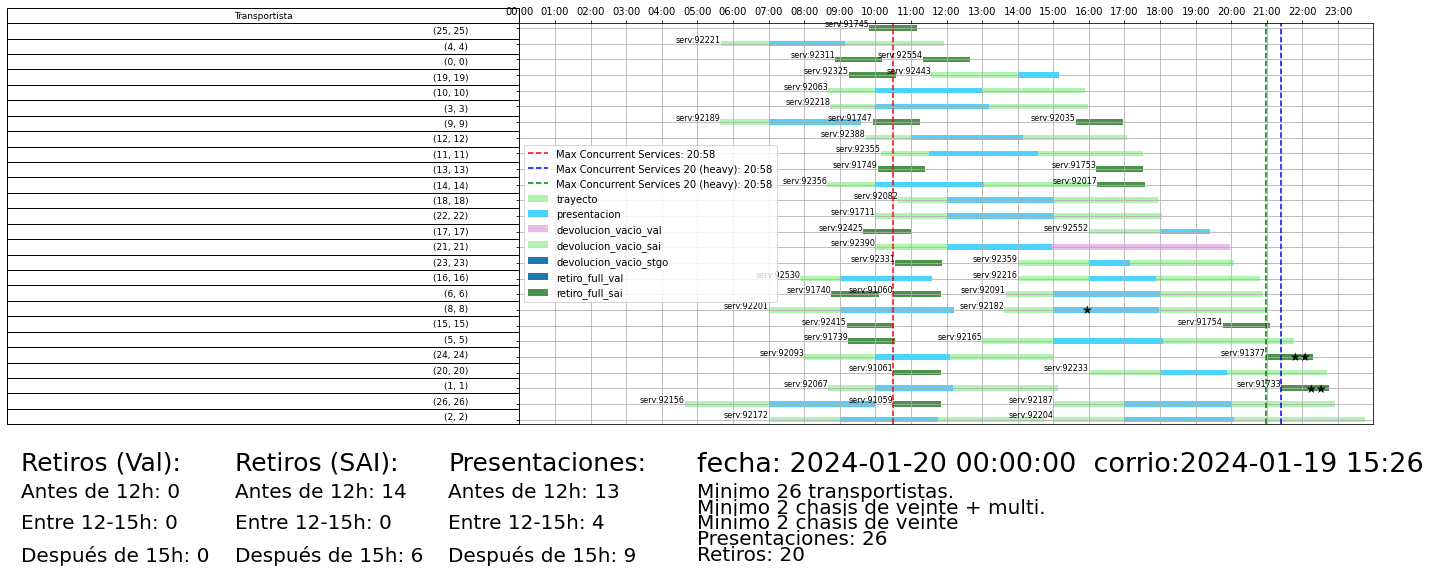 00:00 01:00 02:00 03:00 04:00 05:00 06:00 07:00 08:00 09:00 10:00 11:00 12:00 13:00 14:00 15:00 16:00 17:00 18:00 19:00 20:00 21:00 22:00 23:00
Transportista
(25, 25) serv:91745
(4, 4) serv:92221
(0, 0) serv:92311 serv:92554
(19, 19) serv:92325 serv:92443
(10, 10) serv:92063
(3, 3) serv:92218
(9, 9) serv:92189 serv:91747 serv:92035
(12, 12) serv:92388
(11, 11) serv:92355
(13, 13) serv:91749 serv:91753
(14, 14) serv:92356 serv:92017
(18, 18) serv:92082
(22, 22) serv:91711
(17, 17) serv:92425 serv:92552
(21, 21) serv:92390
(23, 23) serv:92331 serv:92359
(16, 16) serv:92530 serv:92216
(6, 6) serv:91740 serv:91060 serv:92091
(8, 8) serv:92201 serv:92182
(15, 15) serv:92415 serv:91754
(5, 5) serv:91739 serv:92165
(24, 24) serv:92093 serv:91377
(20, 20) serv:91061 serv:92233
(1, 1) serv:92067 serv:91733
(26, 26) serv:92156 serv:91059 serv:92187
(2, 2) serv:92172 serv:92204
Max Concurrent Services: 20:58
Max Concurrent Services 20 (heavy): 20:58
Max Concurrent Services 20 (heavy): 20:58
trayecto
presentacion
devolucion_vacio_val
devolucion_vacio_sai
devolucion_vacio_stgo
retiro_full_val
retiro_full_sai
Retiros (Val):
Antes de 12h: 0
Entre 12-15h: 0
Después de 15h: 0
Retiros (SAI):
Antes de 12h: 14
Entre 12-15h: 0
Después de 15h: 6
Presentaciones:
Antes de 12h: 13
Entre 12-15h: 4
Después de 15h: 9
fecha: 2024-01-20 00:00:00 corrio:2024-01-19 15:26
Minimo 26 transportistas.
Minimo 2 chasis de veinte + multi.
Minimo 2 chasis de veinte
Presentaciones: 26
Retiros: 20